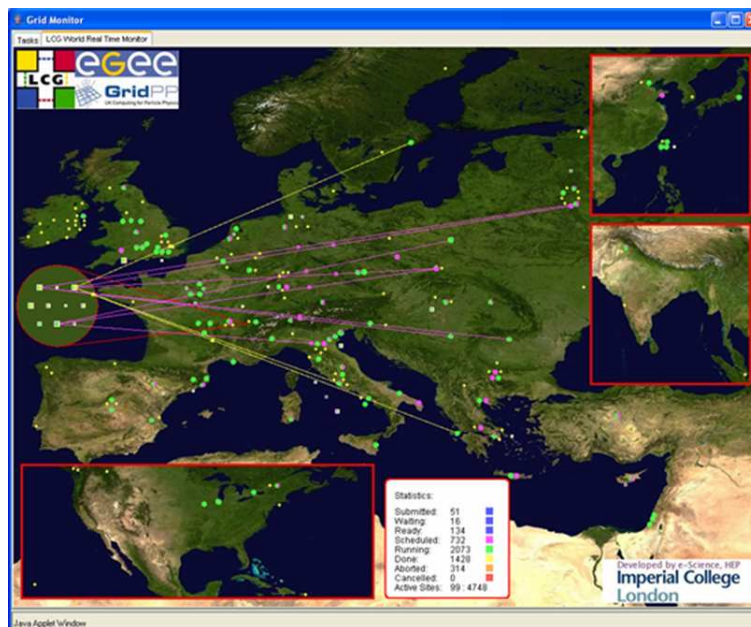 Grid Monitor
Tasks LCG World Real Time Monitor
LCG
eGee
GridPP
UK Computing for Particle Physics
Statistics:
Submitted: 51
Waiting: 16
Ready: 134
Scheduled: 732
Running: 2073
Done: 1428
Aborted: 314
Cancelled: 0
Active Sites: 99 : 4748
Developed by e-Science, HEP
Imperial College
London
Java Applet Window